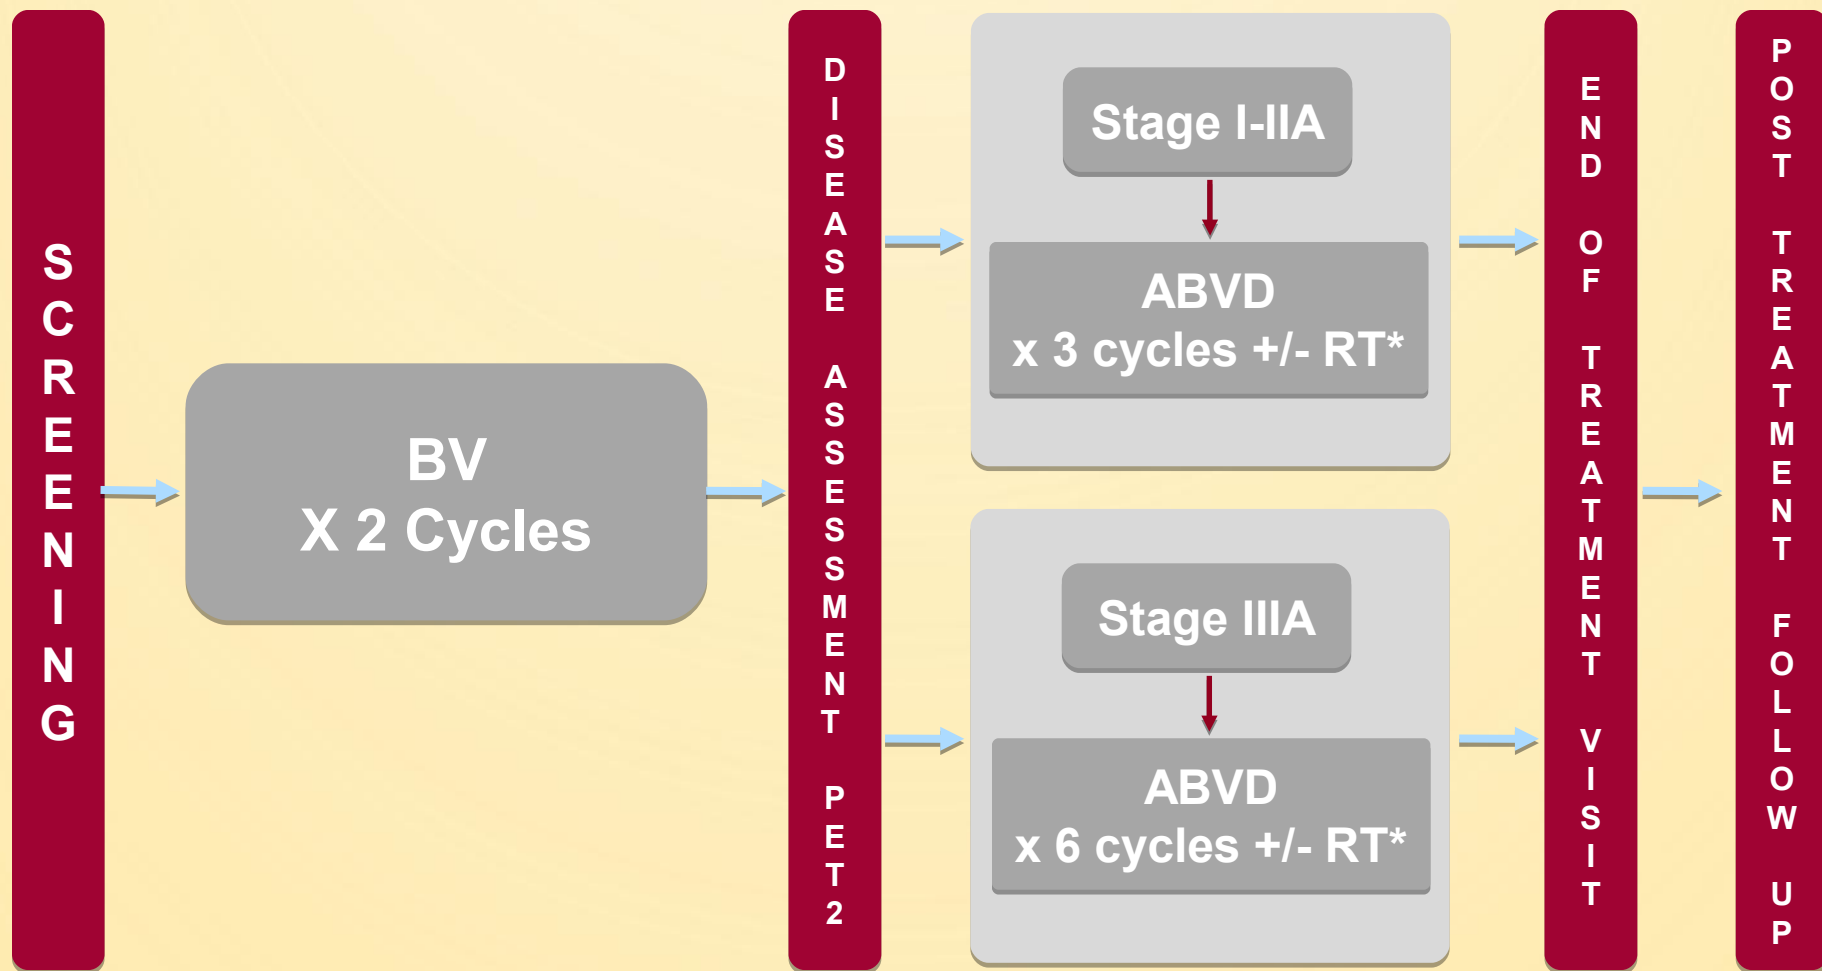 SCREENING
BV
X 2 Cycles
DISEASE ASSESSMENT PET2
Stage I-IIA
ABVD
x 3 cycles +/- RT*
Stage IIIA
ABVD
x 6 cycles +/- RT*
END OF TREATMENT VISIT
POST TREATMENT FOLLOW UP